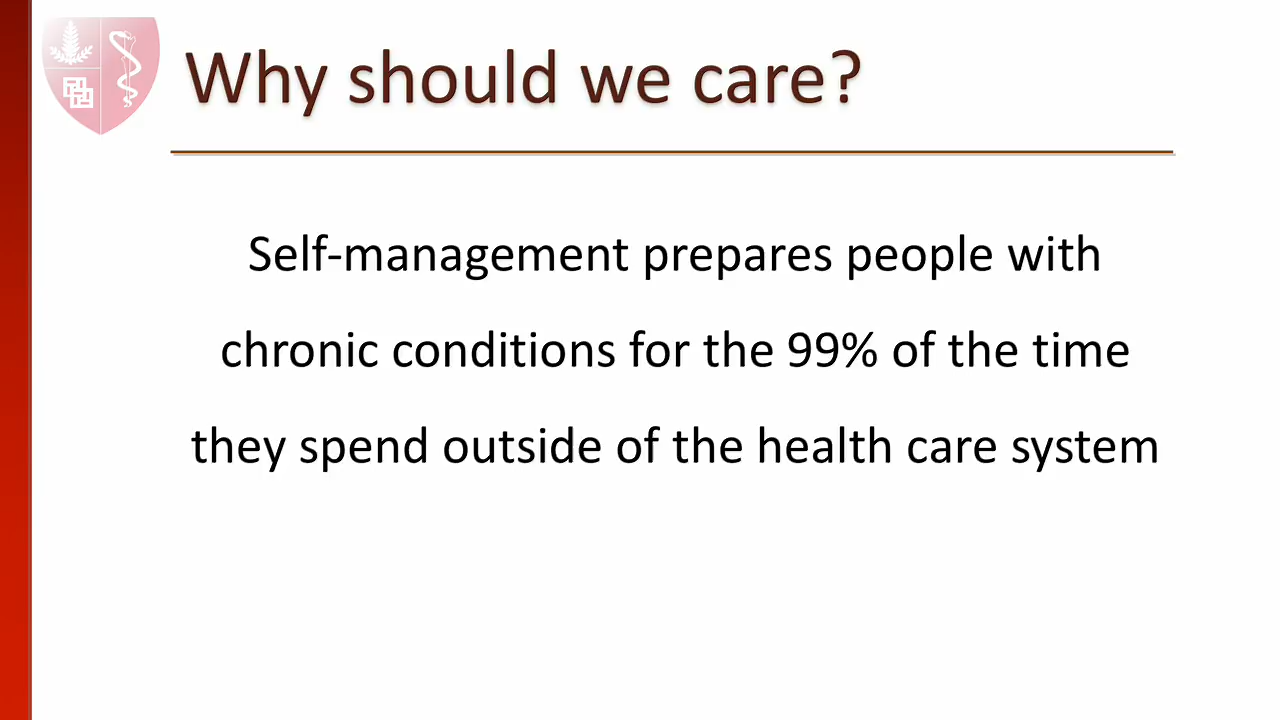 Why should we care?
Self-management prepares people with
chronic conditions for the 99% of the time
they spend outside of the health care system